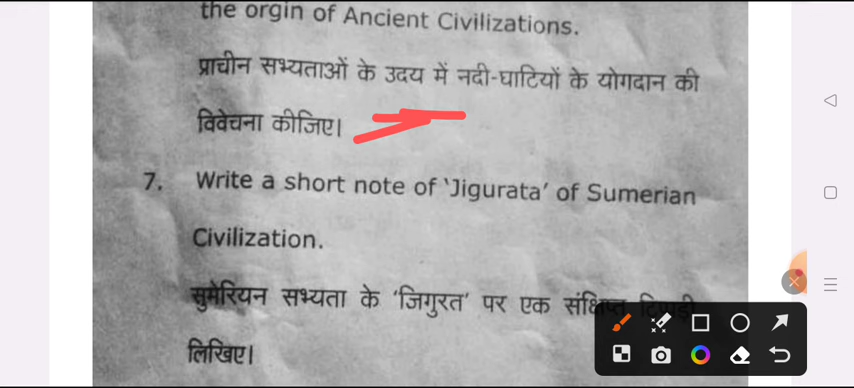 the orgin of Ancient Civilizations.
प्राचीन सभ्यताओं के उदय में नदी-घाटियों के योगदान की
विवेचना कीजिए।
7. Write a short note of ‘Jigurata’ of Sumerian
Civilization.
सुमेरियन सभ्यता के ‘जिगुरत’ पर एक संक्षिप्त टिप्पणी
लिखिए।